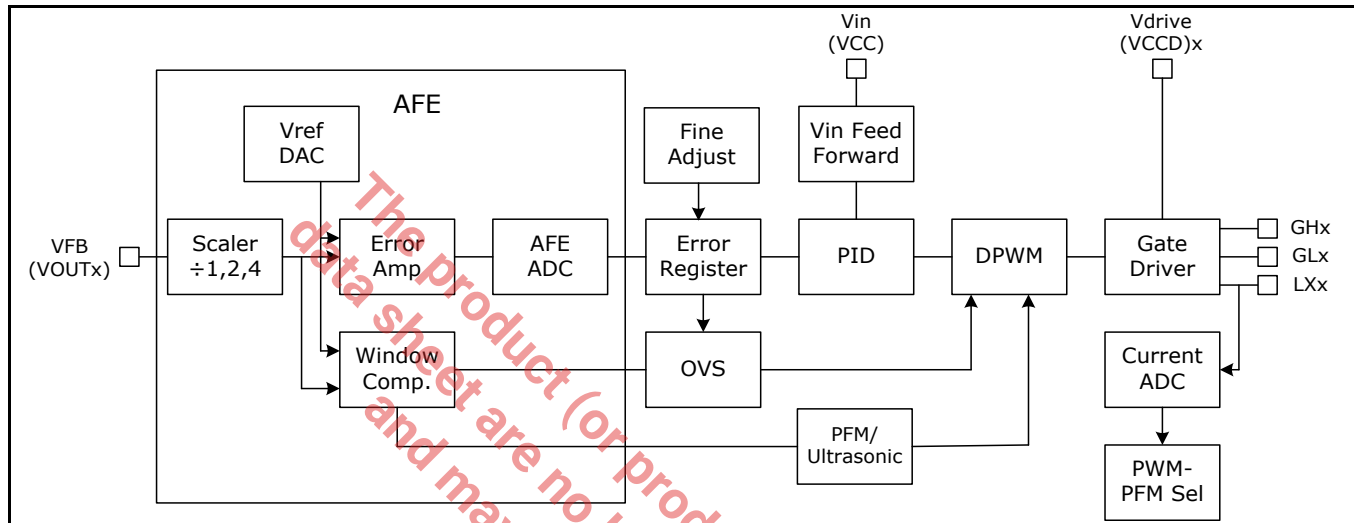 Vin
(VCC)
Vdrive
(VCCD)x
AFE
Vref
DAC
Fine
Adjust
Vin Feed
Forward
VFB
(VOUTx)
Scaler
÷1,2,4
Error
Amp
AFE
ADC
Error
Register
PID
DPWM
Gate
Driver
GHx
GLx
LXx
Window
Comp.
OVS
Current
ADC
PFM/
Ultrasonic
PWM-
PFM Sel
The product (or prod
data sheet are no
and may